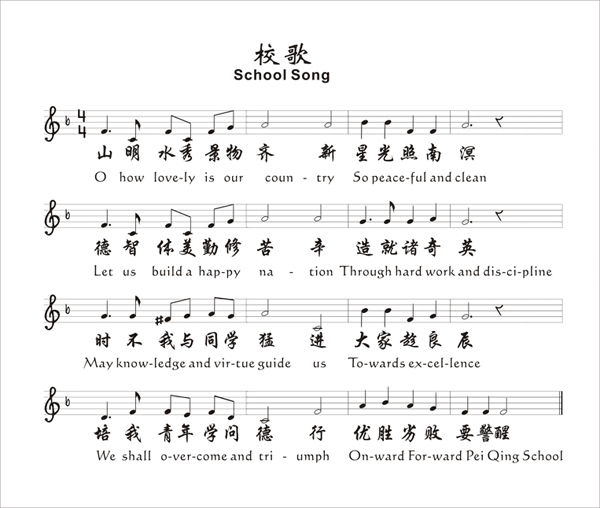 校歌
School Song
4
4
山 明 水 秀 景 物 齐 新 星 光 照 南 溟
O how love-ly is our coun - try So peace-ful and clean
德 智 体 美 勤 修 苦 辛 造 就 诸 奇 英
Let us build a hap-py na - tion Through hard work and dis-ci-pline
时 不 我 与 同 学 猛 进 大 家 趁 良 辰
May know-ledge and vir-tue guide us To-wards ex-cel-lence
培 我 青 年 学 问 德 行 优 胜 劣 败 要 警 醒
We shall o-ver-come and tri - umph On-ward For-ward Pei Qing School